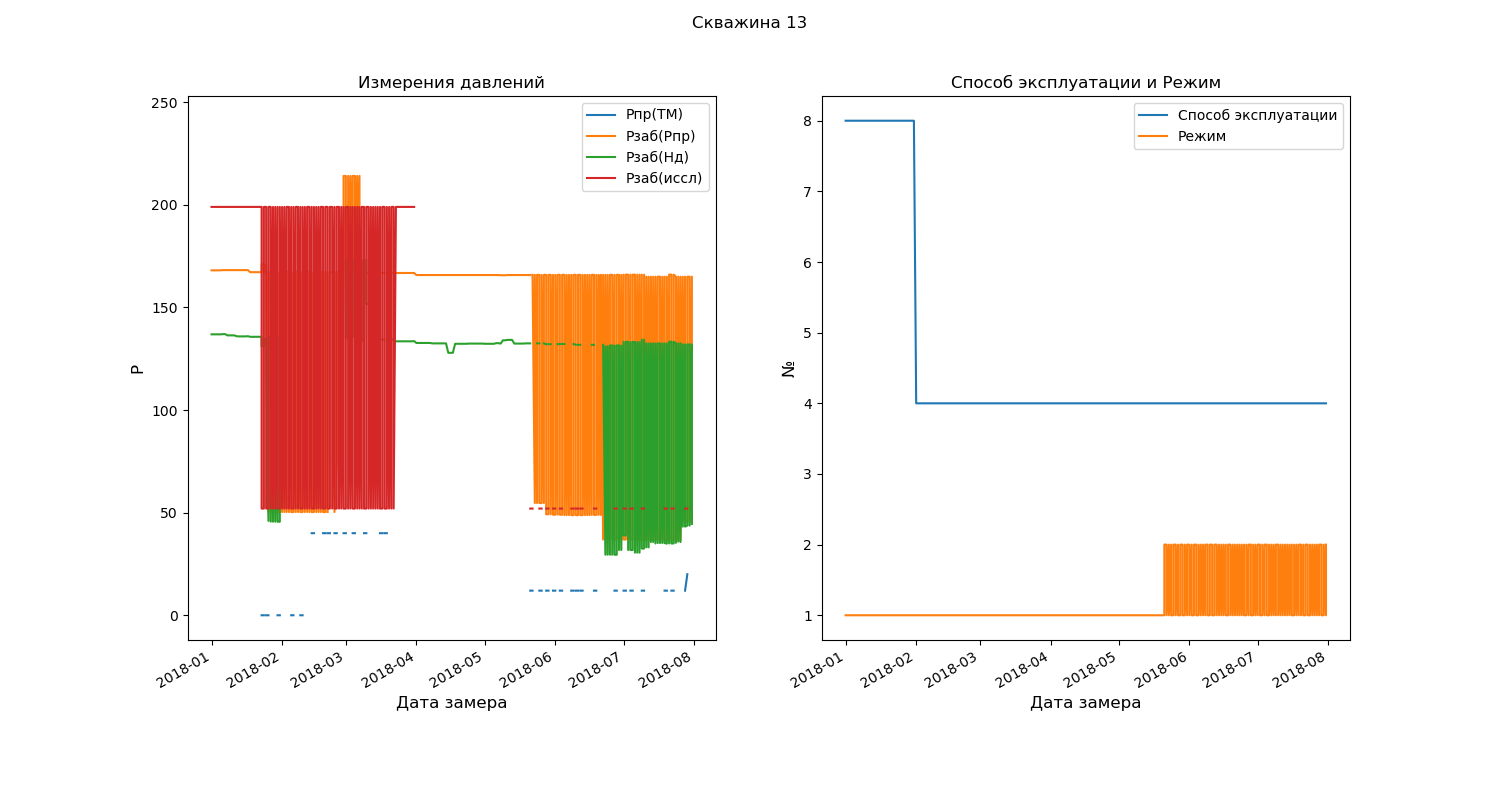 Скважина 13
Измерения давлений
250
200
150
100
50
0
P
Рпр(ТМ)
Рзаб(Рпр)
Рзаб(Нд)
Рзаб(иссл)
2018-01
2018-02
2018-03
2018-04
2018-05
2018-06
2018-07
2018-08
Дата замера
Способ эксплуатации и Режим
8
7
6
5
4
3
2
1
№
Способ эксплуатации
Режим
2018-01
2018-02
2018-03
2018-04
2018-05
2018-06
2018-07
2018-08
Дата замера